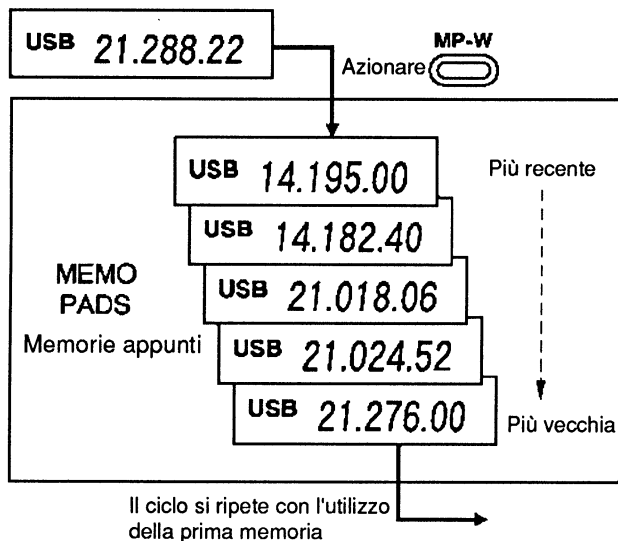 USB 21.288.22
MP-W
Azionare
USB 14.195.00
Più recente
USB 14.182.40
MEMO
PADS
USB 21.018.06
Memorie appunti
USB 21.024.52
USB 21.276.00
Più vecchia
Il ciclo si ripete con l'utilizzo
della prima memoria